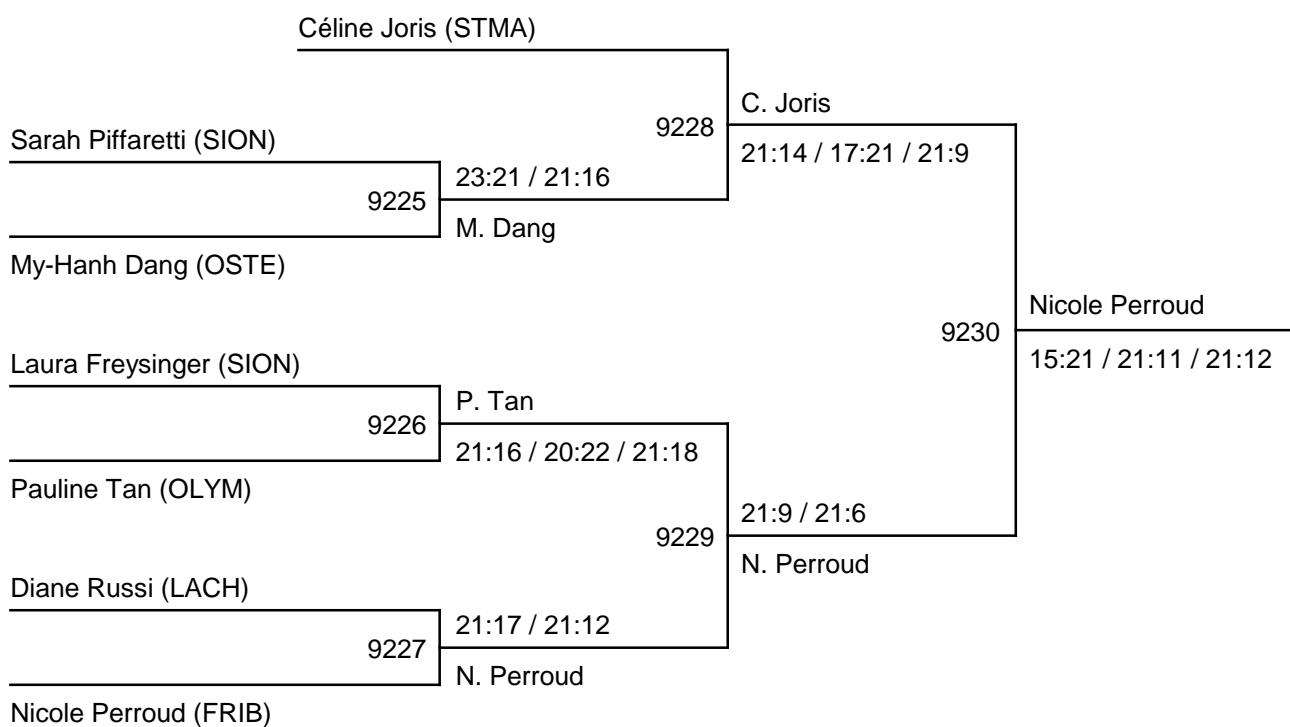 Céline Joris (STMA)
C. Joris
9228
21:14 / 17:21 / 21:9
Sarah Piffaretti (SION)
23:21 / 21:16
9225
M. Dang
My-Hanh Dang (OSTE)
Nicole Perroud
9230
15:21 / 21:11 / 21:12
Laura Freysinger (SION)
P. Tan
9226
21:16 / 20:22 / 21:18
Pauline Tan (OLYM)
21:9 / 21:6
9229
N. Perroud
Diane Russi (LACH)
21:17 / 21:12
9227
N. Perroud
Nicole Perroud (FRIB)